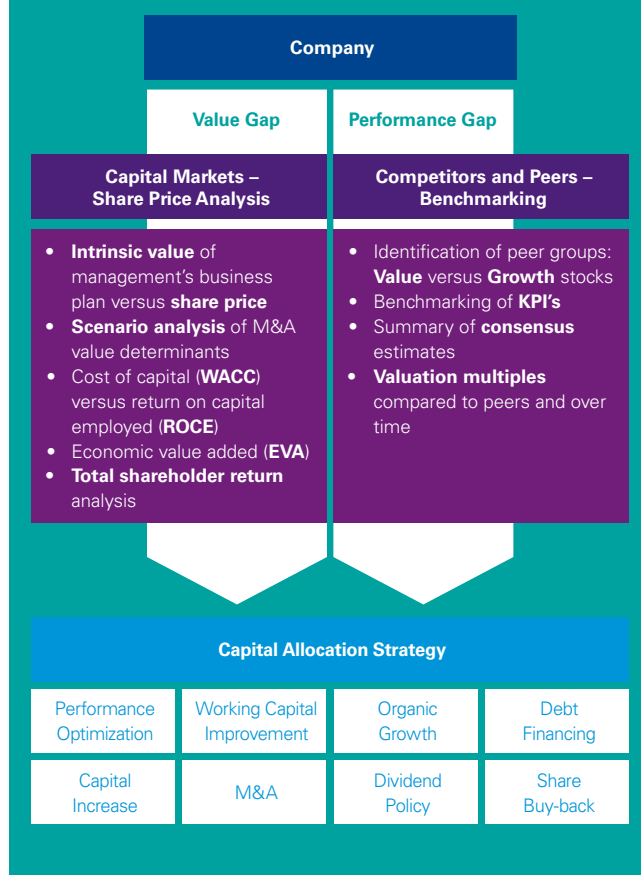 Company
Value Gap
Performance Gap
Capital Markets –
Share Price Analysis
• Intrinsic value of
management's business
plan versus share price
• Scenario analysis of M&A
value determinants
• Cost of capital (WACC)
versus return on capital
employed (ROCE)
• Economic value added (EVA)
• Total shareholder return
analysis
Competitors and Peers –
Benchmarking
• Identification of peer groups:
Value versus Growth stocks
• Benchmarking of KPI's
• Summary of consensus
estimates
• Valuation multiples
compared to peers and over
time
Capital Allocation Strategy
Performance
Optimization
Working Capital
Improvement
Organic
Growth
Debt
Financing
Capital
Increase
M&A
Dividend
Policy
Share
Buy-back